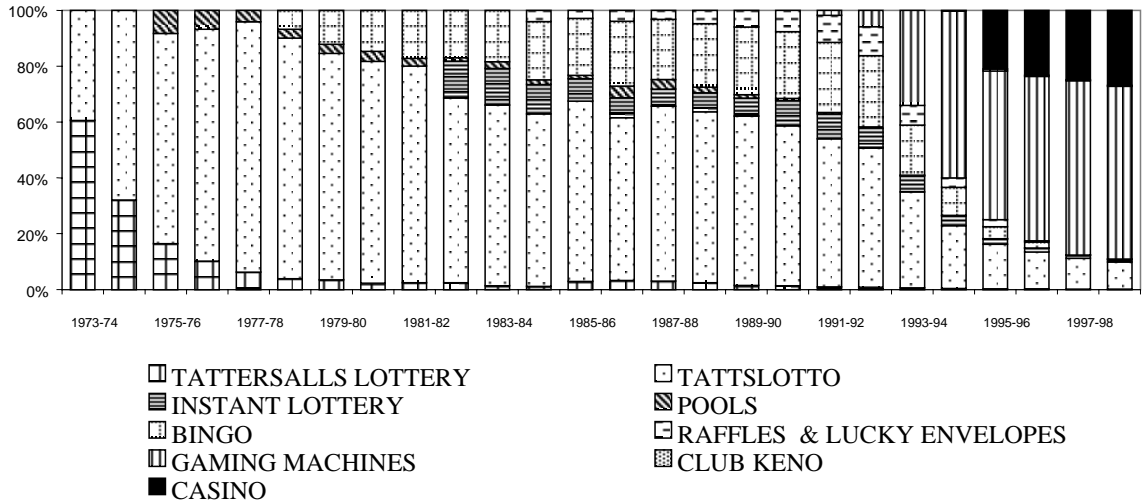 100%
80%
60%
40%
20%
0%
1973-74 1975-76 1977-78 1979-80 1981-82 1983-84 1985-86 1987-88 1989-90 1991-92 1993-94 1995-96 1997-98
TATTERSALLS LOTTERY TATTSLOTTO
INSTANT LOTTERY POOLS
BINGO RAFFLES & LUCKY ENVELOPES
GAMING MACHINES CLUB KENO
CASINO